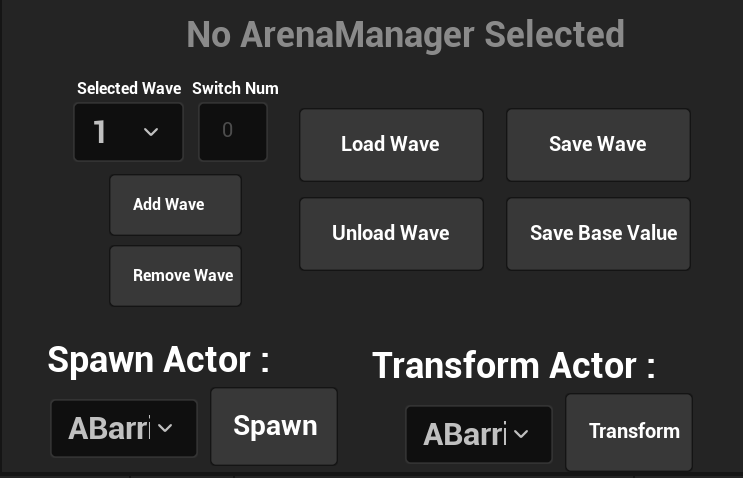 No ArenaManager Selected
Selected Wave Switch Num
1 0
Load Wave Save Wave
Add Wave
Unload Wave Save Base Value
Remove Wave
Spawn Actor : Transform Actor :
ABarri Spawn ABarri Transform